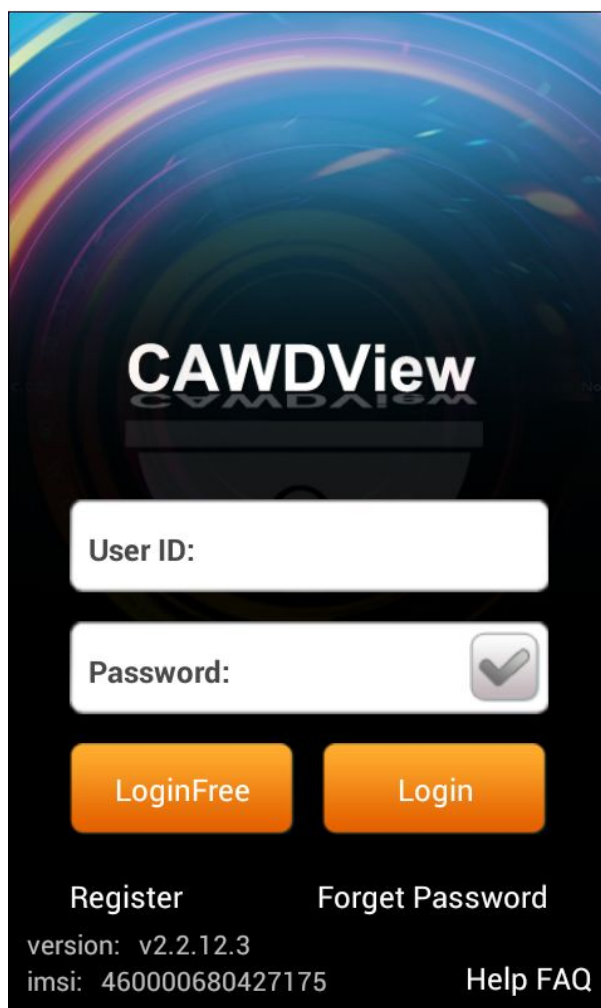 CAWDView
User ID:
Password:
LoginFree
Login
Register
Forget Password
version: v2.2.12.3
imsi: 460000680427175
Help FAQ